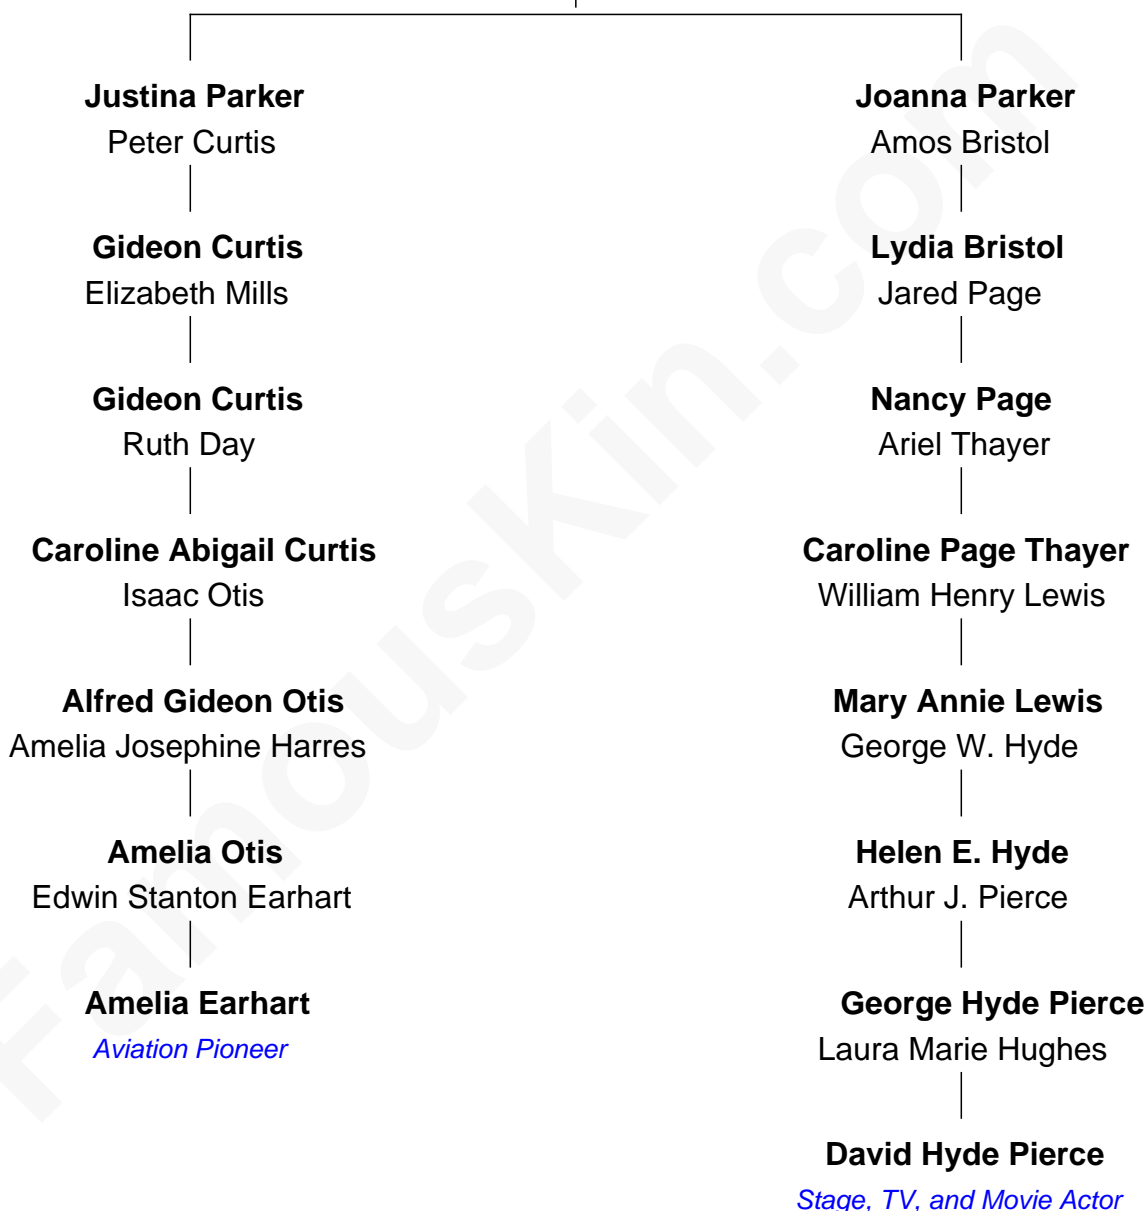 Justina Parker
Peter Curtis
Gideon Curtis
Elizabeth Mills
Gideon Curtis
Ruth Day
Caroline Abigail Curtis
Isaac Otis
Alfred Gideon Otis
Amelia Josephine Harres
Amelia Otis
Edwin Stanton Earhart
Amelia Earhart
Aviation Pioneer
Joanna Parker
Amos Bristol
Lydia Bristol
Jared Page
Nancy Page
Ariel Thayer
Caroline Page Thayer
William Henry Lewis
Mary Annie Lewis
George W. Hyde
Helen E. Hyde
Arthur J. Pierce
George Hyde Pierce
Laura Marie Hughes
David Hyde Pierce
Stage, TV, and Movie Actor
FamousKin.com